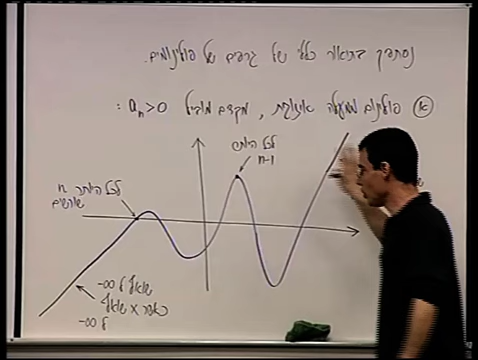 נסתפק בתיאור כללי של גרפים של פולינומים.
א פולינום ממעלה אי זוגית, מקדם מוביל aₙ>0 :
לכל היותר
n-1
לכל היותר n
שורשים
שואף ל -∞
כאשר x שואף
ל -∞